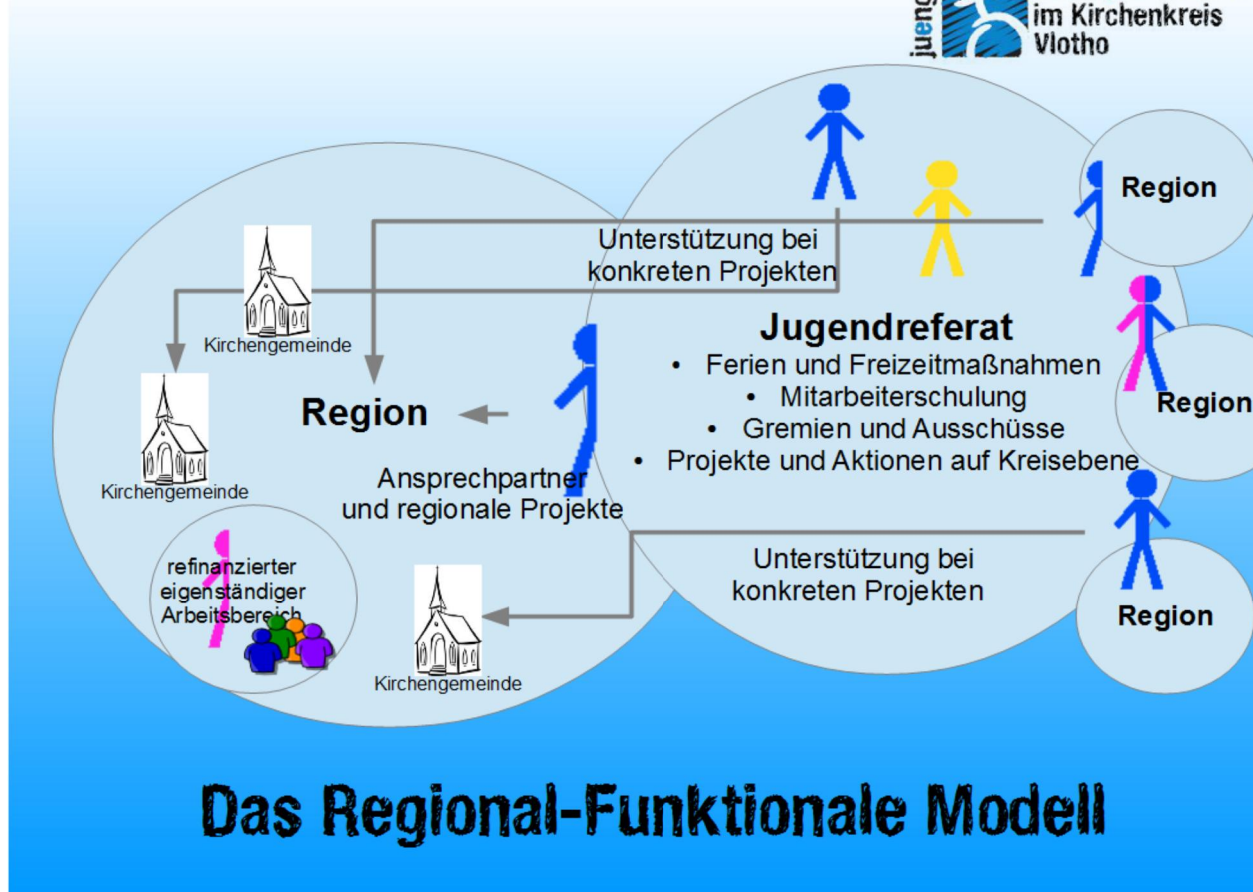 im Kirchenkreis
Vlotho
Region
Unterstützung bei
konkreten Projekten
Kirchengemeinde
Jugendreferat
• Ferien und Freizeitmaßnahmen
• Mitarbeiterschulung
• Gremien und Ausschüsse
• Projekte und Aktionen auf Kreisebene
Region
Region
Kirchengemeinde
Ansprechpartner
und regionale Projekte
refinanzierter
eigenständiger
Arbeitsbereich
Unterstützung bei
konkreten Projekten
Region
Kirchengemeinde
Das Regional-Funktionale Modell